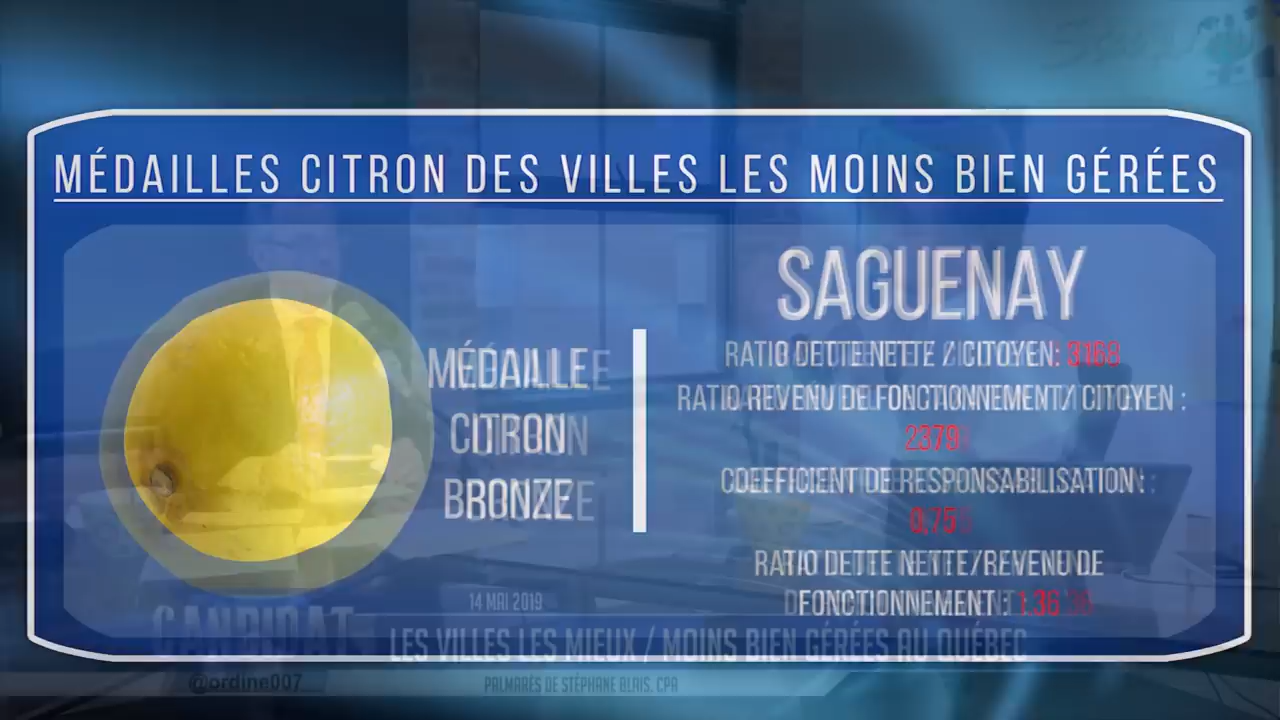 MÉDAILLES CITRON DES VILLES LES MOINS BIEN GÉRÉES
SAGUENAY
MÉDAILLE
CITRON
BRONZE
RATIO DETTE NETTE / CITOYEN: 3168
RATIO REVENU DE FONCTIONNEMENT / CITOYEN :
2379
COEFFICIENT DE RESPONSABILISATION :
0,75
RATIO DETTE NETTE/REVENU DE
FONCTIONNEMENT : 1.36
CANDIDAT
14 MAI 2019
LES VILLES LES MIEUX / MOINS BIEN GÉRÉES AU QUÉBEC
@ordine007
PALMARÈS DE STÉPHANE BLAIS, CPA